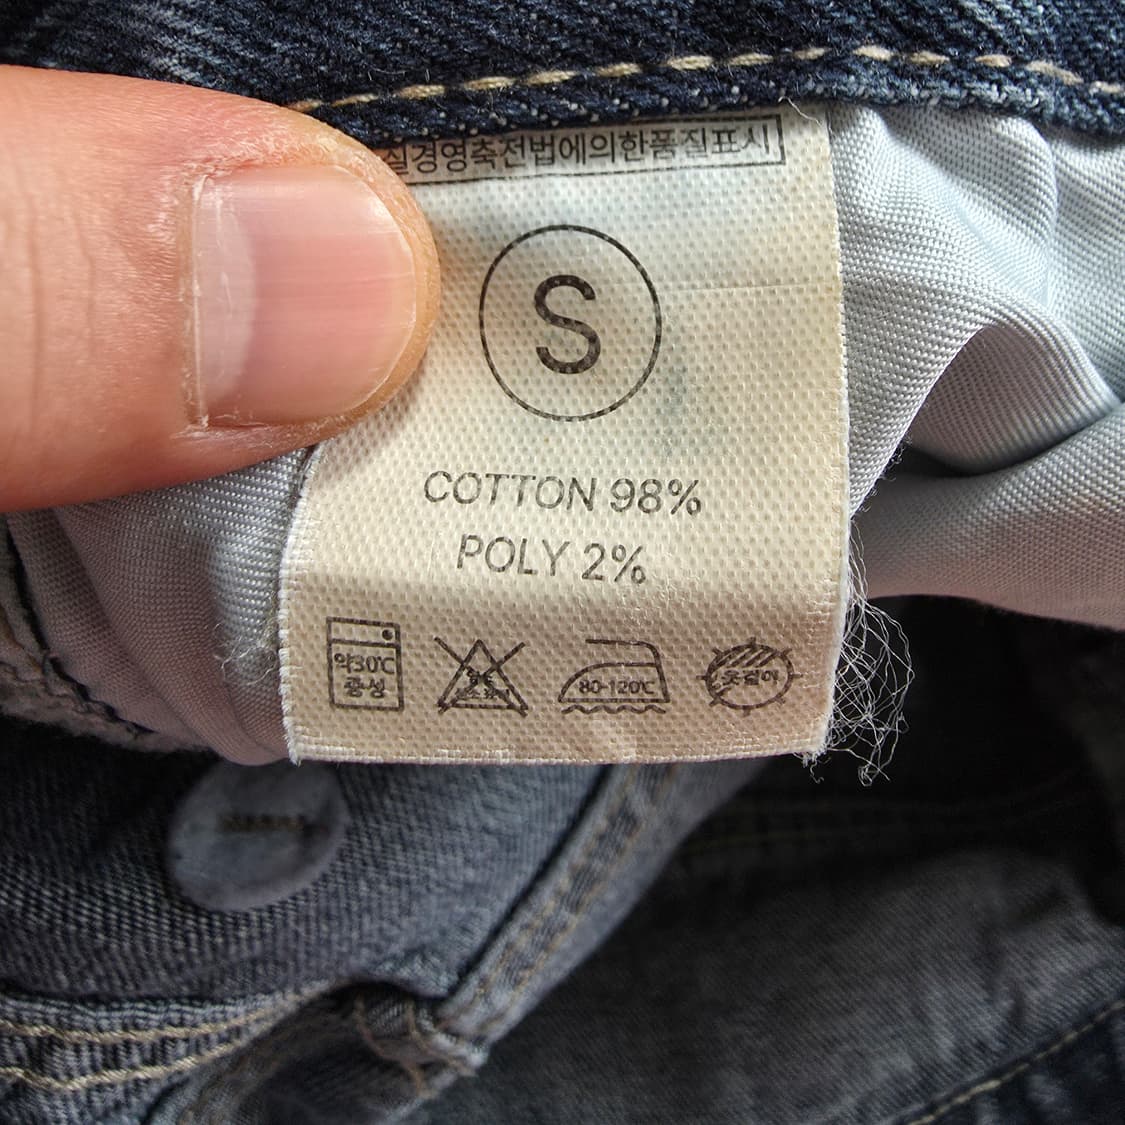 질경영촉전법에의한품질표시
S
COTTON 98%
POLY 2%
약30℃
중성
80-120℃
옷걸이